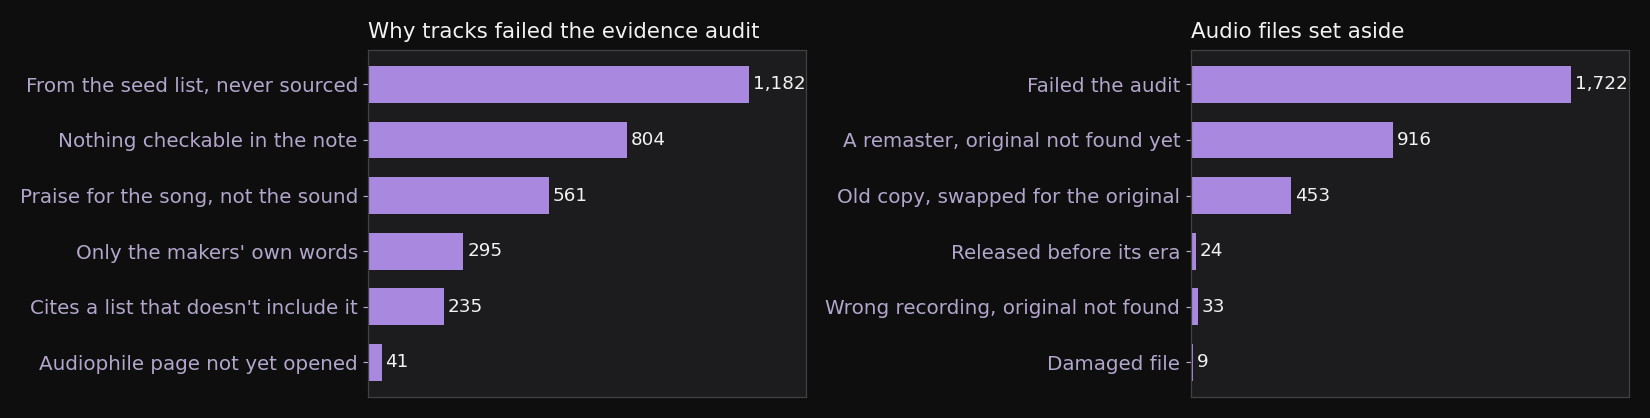 Why tracks failed the evidence audit
From the seed list, never sourced 1,182
Nothing checkable in the note 804
Praise for the song, not the sound 561
Only the makers' own words 295
Cites a list that doesn't include it 235
Audiophile page not yet opened 41
Audio files set aside
Failed the audit 1,722
A remaster, original not found yet 916
Old copy, swapped for the original 453
Released before its era 24
Wrong recording, original not found 33
Damaged file 9